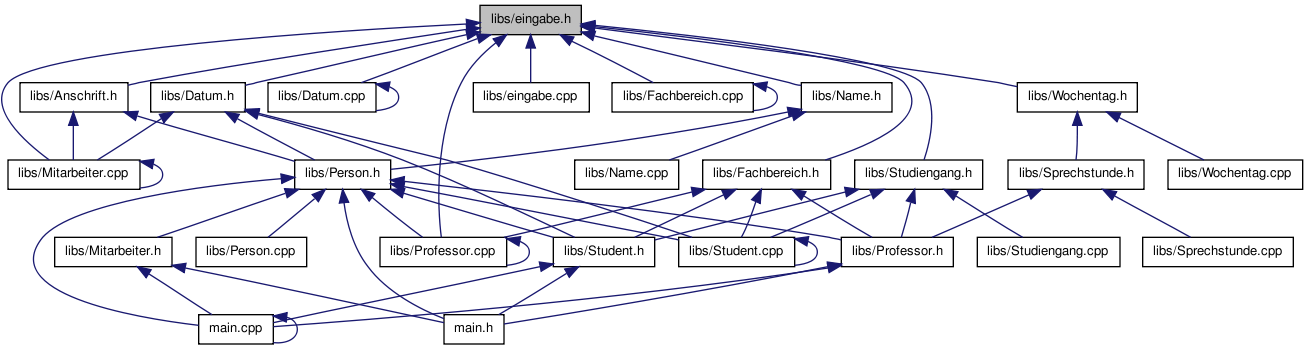 libs/eingabe.h
libs/Anschrift.h
libs/Datum.h
libs/Datum.cpp
libs/eingabe.cpp
libs/Fachbereich.cpp
libs/Name.h
libs/Wochentag.h
libs/Mitarbeiter.cpp
libs/Person.h
libs/Name.cpp
libs/Fachbereich.h
libs/Studiengang.h
libs/Sprechstunde.h
libs/Wochentag.cpp
libs/Mitarbeiter.h
libs/Person.cpp
libs/Professor.cpp
libs/Student.h
libs/Student.cpp
libs/Professor.h
libs/Studiengang.cpp
libs/Sprechstunde.cpp
main.cpp
main.h